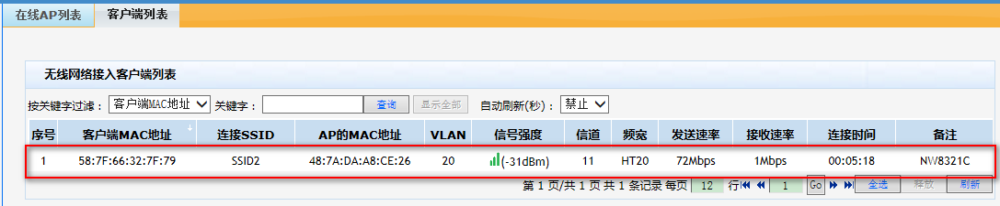 在线AP列表 客户端列表
无线网络接入客户端列表
按关键字过滤： 客户端MAC地址 关键字： 查询 显示全部 自动刷新(秒)： 禁止
序号 客户端MAC地址 连接SSID AP的MAC地址 VLAN 信号强度 信道 频宽 发送速率 接收速率 连接时间 备注
1 58:7F:66:32:7F:79 SSID2 48:7A:DA:A8:CE:26 20 (-31dBm) 11 HT20 72Mbps 1Mbps 00:05:18 NW8321C
第 1 页/共 1 页 共 1 条记录 每页 12 行 1 Go 全选 释放 刷新